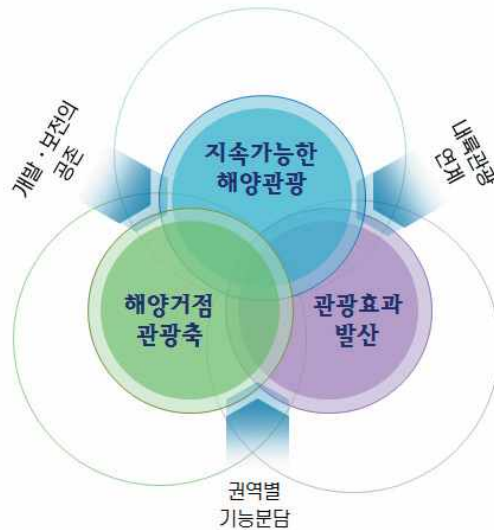 개발·보전의
공존
내륙관광
연계
지속가능한
해양관광
해양거점
관광축
관광효과
발산
권역별
기능분담